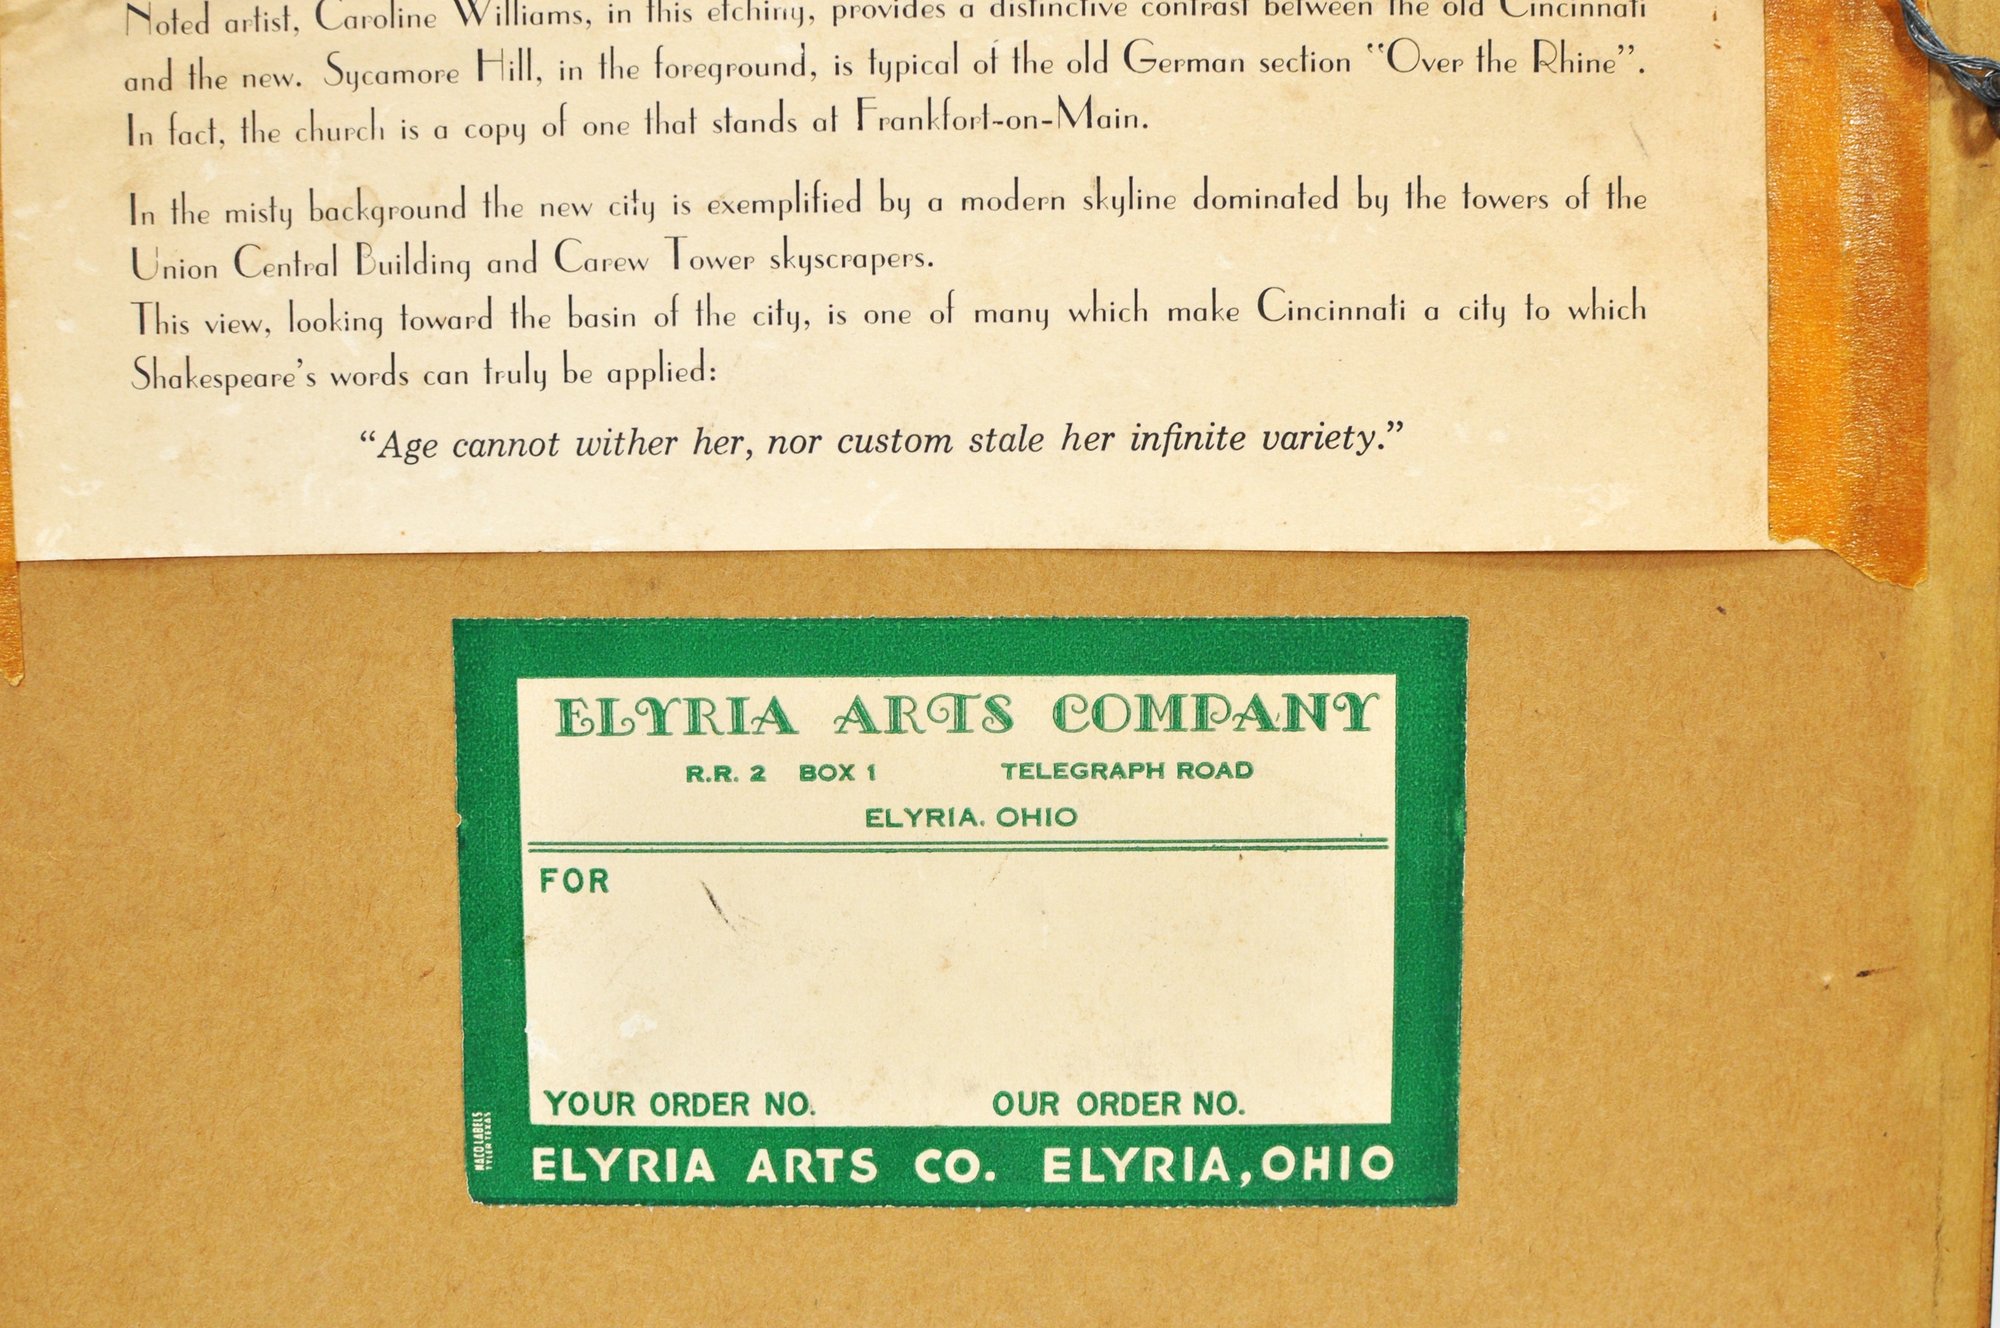 Noted artist, Caroline Williams, in this etching, provides a distinctive contrast between the old Cincinnati
and the new. Sycamore Hill, in the foreground, is typical of the old German section "Over the Rhine".
In fact, the church is a copy of one that stands at Frankfort-on-Main.
In the misty background the new city is exemplified by a modern skyline dominated by the towers of the
Union Central Building and Carew Tower skyscrapers.
This view, looking toward the basin of the city, is one of many which make Cincinnati a city to which
Shakespeare's words can truly be applied:
"Age cannot wither her, nor custom stale her infinite variety."
ELYRIA ARTS COMPANY
R.R. 2 BOX 1 TELEGRAPH ROAD
ELYRIA, OHIO
FOR
YOUR ORDER NO. OUR ORDER NO.
MACO LABELS
TYLER TEXAS
ELYRIA ARTS CO. ELYRIA, OHIO